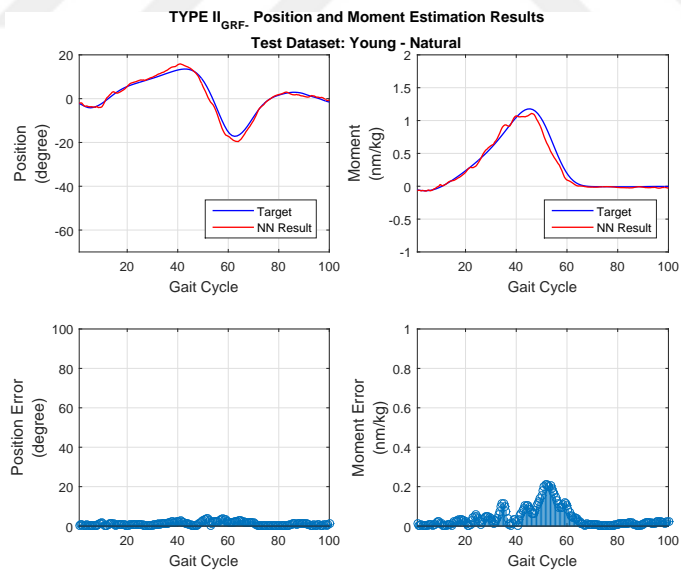 TYPE II_GRF- Position and Moment Estimation Results
Test Dataset: Young - Natural
20
0
-20
-40
-60
Position
(degree)
Target
NN Result
20 40 60 80 100
Gait Cycle
2
1.5
1
0.5
0
-0.5
-1
Moment
(nm/kg)
Target
NN Result
20 40 60 80 100
Gait Cycle
100
80
60
40
20
0
Position Error
(degree)
20 40 60 80 100
Gait Cycle
1
0.8
0.6
0.4
0.2
0
Moment Error
(nm/kg)
20 40 60 80 100
Gait Cycle